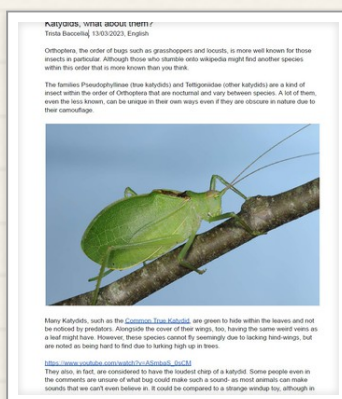 Katydids, what about them?
Trista Baccellia, 13/03/2023, English
Orthoptera, the order of bugs such as grasshoppers and locusts, is more well known for those
insects in particular. Although those who stumble onto wikipedia might find another species
within this order that is more known than you think.
The families Pseudophyllinae (true katydids) and Tettigoniidae (other katydids) are a kind of
insect within the order of Orthoptera that are nocturnal and vary between species. A lot of them,
even the less known, can be unique in their own ways even if they are obscure in nature due to
their camouflage.
Many Katydids, such as the Common True Katydid, are green to hide within the leaves and not
be noticed by predators. Alongside the cover of their wings, too, having the same weird veins as
a leaf might have. However, these species cannot fly seemingly due to lacking hind-wings, but
are noted as being hard to find due to lurking high up in trees.
They also, in fact, are considered to have the loudest chirp of a katydid. Some people even in
the comments are unsure of what bug could make such a sound- as most animals can make
sounds that we can't even believe in. It could be compared to a strange windup toy, although in